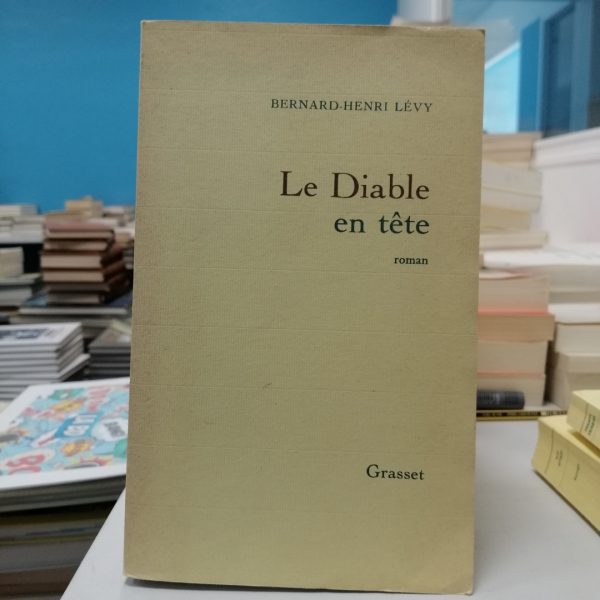 BERNARD-HENRI LÉVY
Le Diable
en tête
roman
Grasset